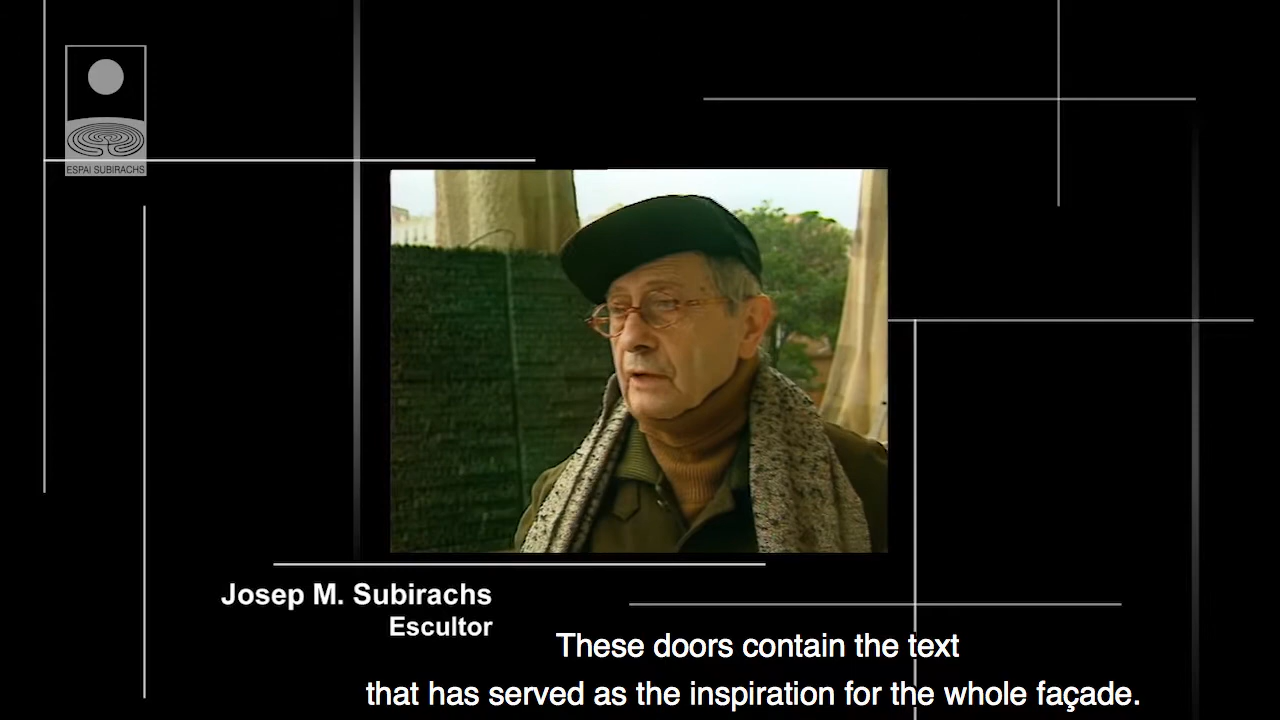 ESPAI SUBIRACHS
Josep M. Subirachs
Escultor
These doors contain the text
that has served as the inspiration for the whole façade.